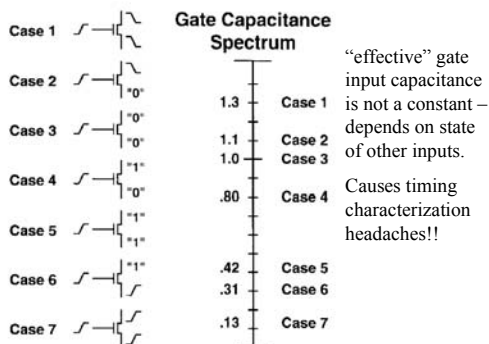 Gate Capacitance
Spectrum
Case 1
Case 2
"0"
Case 3
"0"
"0"
Case 4
"1"
"0"
Case 5
"1"
"1"
Case 6
"1"
Case 7
1.3 Case 1
1.1 Case 2
1.0 Case 3
.80 Case 4
.42 Case 5
.31 Case 6
.13 Case 7
“effective” gate
input capacitance
is not a constant –
depends on state
of other inputs.
Causes timing
characterization
headaches!!